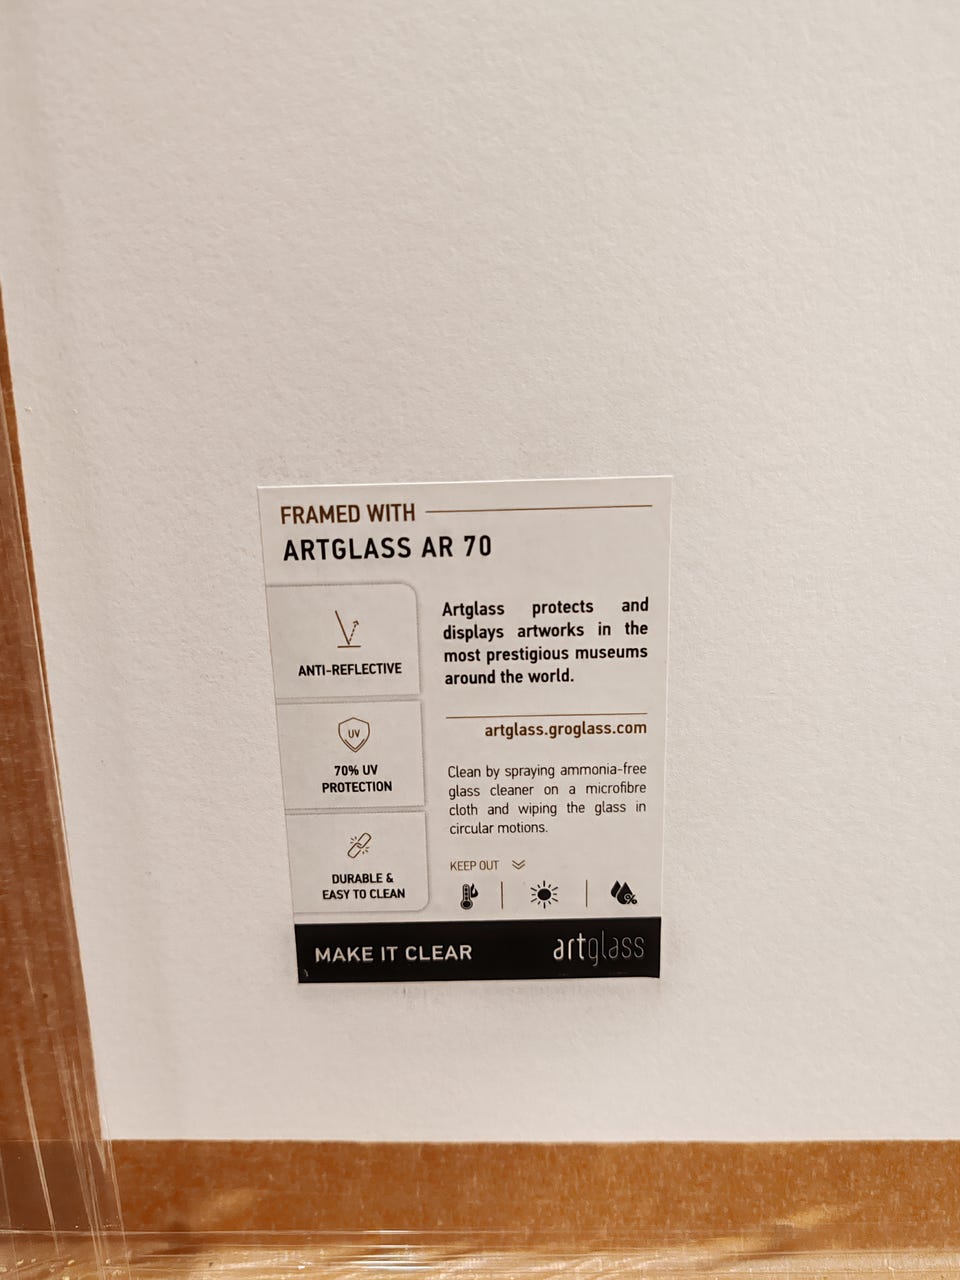 FRAMED WITH
ARTGLASS AR 70
ANTI-REFLECTIVE
UV
70% UV
PROTECTION
DURABLE &
EASY TO CLEAN
Artglass protects and
displays artworks in the
most prestigious museums
around the world.
artglass.groglass.com
Clean by spraying ammonia-free
glass cleaner on a microfibre
cloth and wiping the glass in
circular motions.
KEEP OUT
%
MAKE IT CLEAR
artglass